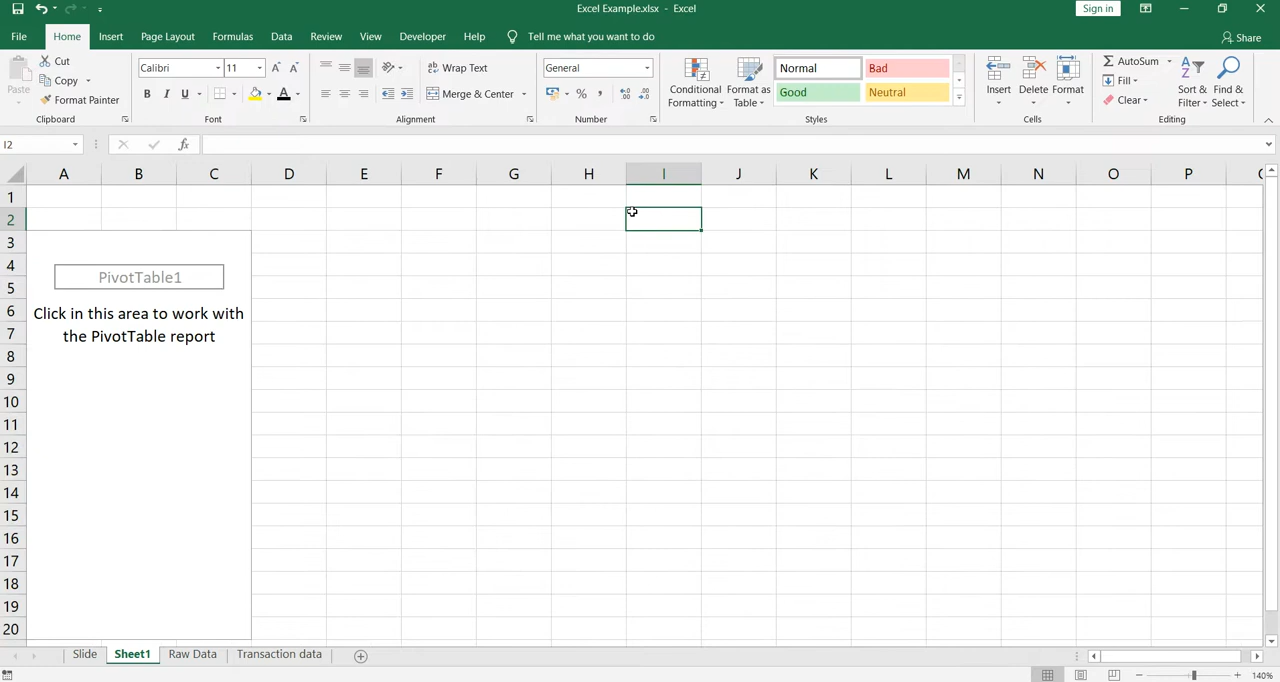 Excel Example.xlsx - Excel
Sign in
File Home Insert Page Layout Formulas Data Review View Developer Help Tell me what you want to do Share
Paste
Cut
Copy
Format Painter
Clipboard
Calibri 11
B I U A
Font
Wrap Text
Merge & Center
Alignment
General
% ,
Number
Conditional Formatting
Format as Table
Normal Bad
Good Neutral
Styles
Insert Delete Format
Cells
AutoSum
Fill
Clear
Sort & Filter
Find & Select
Editing
I2 fx
A B C D E F G H I J K L M N O P
1
2
3
4
5
6
7
8
9
10
11
12
13
14
15
16
17
18
19
20
PivotTable1
Click in this area to work with
the PivotTable report
Slide Sheet1 Raw Data Transaction data
140%